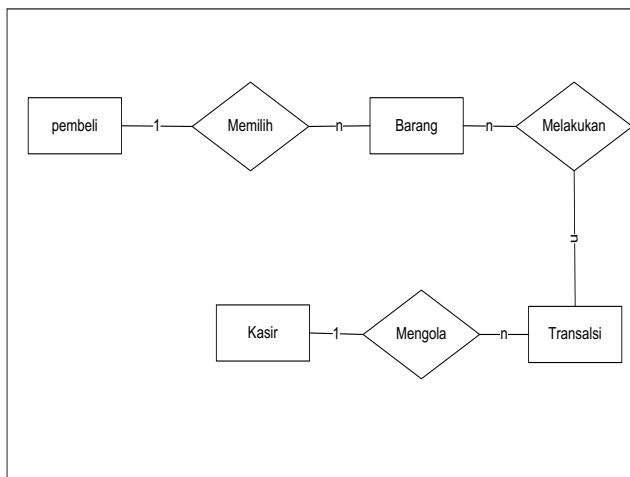 pembeli
1
Memilih
n
Barang
n
Melakukan
n
Kasir
1
Mengola
n
Transalsi